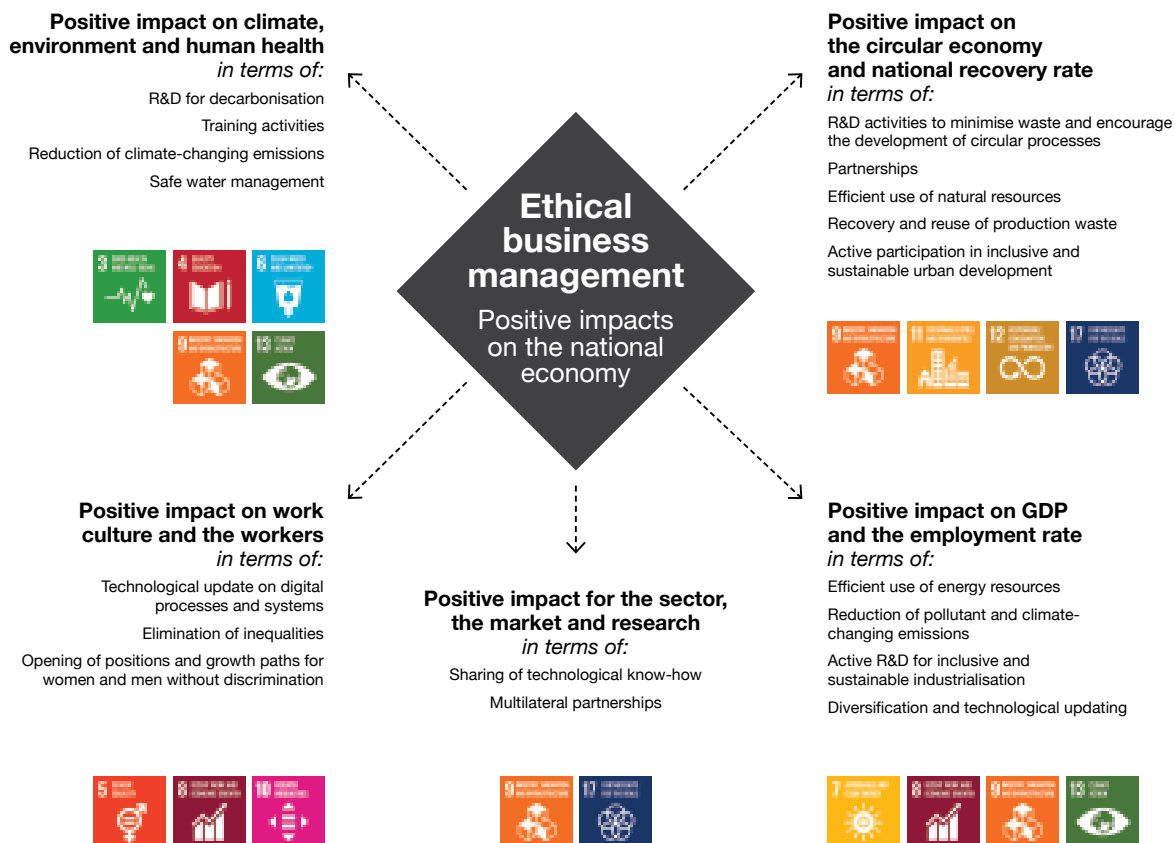 Positive impact on climate,
environment and human health
in terms of:
R&D for decarbonisation
Training activities
Reduction of climate-changing emissions
Safe water management
3
4
6
9
13
Positive impact on
the circular economy
and national recovery rate
in terms of:
R&D activities to minimise waste and encourage
the development of circular processes
Partnerships
Efficient use of natural resources
Recovery and reuse of production waste
Active participation in inclusive and
sustainable urban development
9
11
12
17
Ethical
business
management
Positive impacts
on the national
economy
Positive impact on work
culture and the workers
in terms of:
Technological update on digital
processes and systems
Elimination of inequalities
Opening of positions and growth paths for
women and men without discrimination
5
8
10
Positive impact for the sector,
the market and research
in terms of:
Sharing of technological know-how
Multilateral partnerships
9
17
Positive impact on GDP
and the employment rate
in terms of:
Efficient use of energy resources
Reduction of pollutant and climate-
changing emissions
Active R&D for inclusive and
sustainable industrialisation
Diversification and technological updating
7
8
9
13